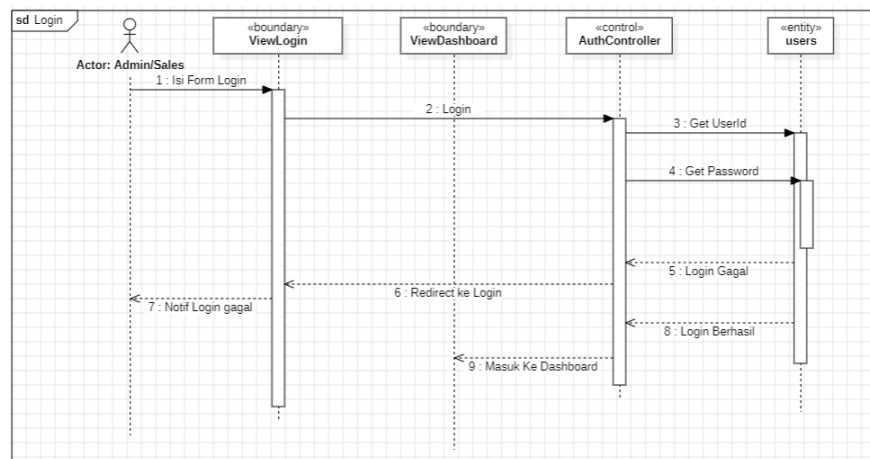 sd Login
«boundary»
ViewLogin
«boundary»
ViewDashboard
«control»
AuthController
«entity»
users
Actor: Admin/Sales
1 : Isi Form Login
2 : Login
3 : Get UserId
4 : Get Password
5 : Login Gagal
6 : Redirect ke Login
7 : Notif Login gagal
8 : Login Berhasil
9 : Masuk Ke Dashboard